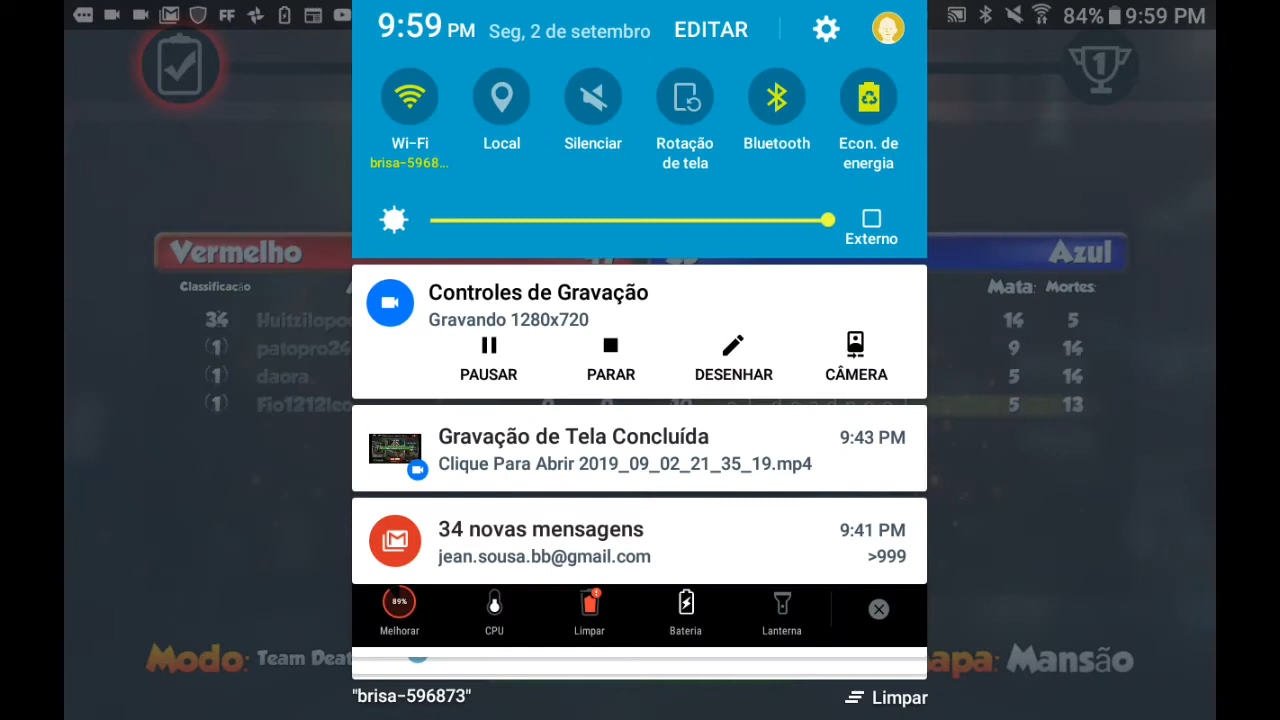 FF
84% 9:59 PM
9:59 PM Seg, 2 de setembro EDITAR
1
Wi-Fi
brisa-5968...
Local
Silenciar
Rotação
de tela
Bluetooth
Econ. de
energia
Externo
Vermelho
Azul
Classificação
Mata: Mortes:
Controles de Gravação
Gravando 1280x720
PAUSAR PARAR DESENHAR CÂMERA
34 14 5
(1) patopro24 9 14
(1) daora 5 14
(1) 5 13
Gravação de Tela Concluída 9:43 PM
Clique Para Abrir 2019_09_02_21_35_19.mp4
34 novas mensagens 9:41 PM
jean.sousa.bb@gmail.com >999
89%
Melhorar CPU Limpar Bateria Lanterna
Modo: Team Deat
apa: Mansão
"brisa-596873" Limpar